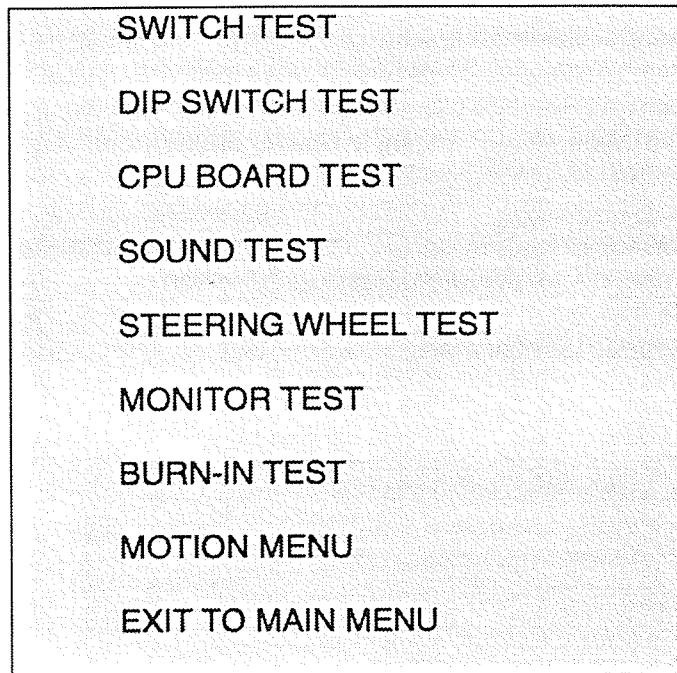 SWITCH TEST
DIP SWITCH TEST
CPU BOARD TEST
SOUND TEST
STEERING WHEEL TEST
MONITOR TEST
BURN-IN TEST
MOTION MENU
EXIT TO MAIN MENU